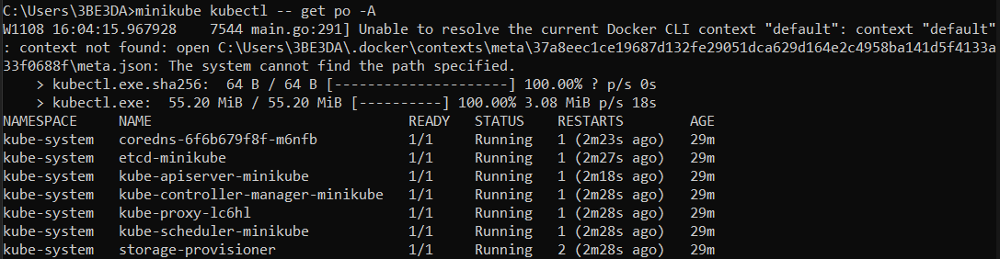 C:\Users\3BE3DA>minikube kubectl -- get po -A
W1108 16:04:15.967928    7544 main.go:291] Unable to resolve the current Docker CLI context "default": context "default"
: context not found: open C:\Users\3BE3DA\.docker\contexts\meta\37a8eec1ce19687d132fe29051dca629d164e2c4958ba141d5f4133a
33f0688f\meta.json: The system cannot find the path specified.
    > kubectl.exe.sha256:  64 B / 64 B [----------------------] 100.00% ? p/s 0s
    > kubectl.exe:  55.20 MiB / 55.20 MiB [----------] 100.00% 3.08 MiB p/s 18s
NAMESPACE     NAME                               READY   STATUS    RESTARTS        AGE
kube-system   coredns-6f6b679f8f-m6nfb           1/1     Running   1 (2m23s ago)   29m
kube-system   etcd-minikube                      1/1     Running   1 (2m27s ago)   29m
kube-system   kube-apiserver-minikube            1/1     Running   1 (2m18s ago)   29m
kube-system   kube-controller-manager-minikube   1/1     Running   1 (2m28s ago)   29m
kube-system   kube-proxy-lc6hl                   1/1     Running   1 (2m28s ago)   29m
kube-system   kube-scheduler-minikube            1/1     Running   1 (2m28s ago)   29m
kube-system   storage-provisioner                1/1     Running   2 (2m28s ago)   29m